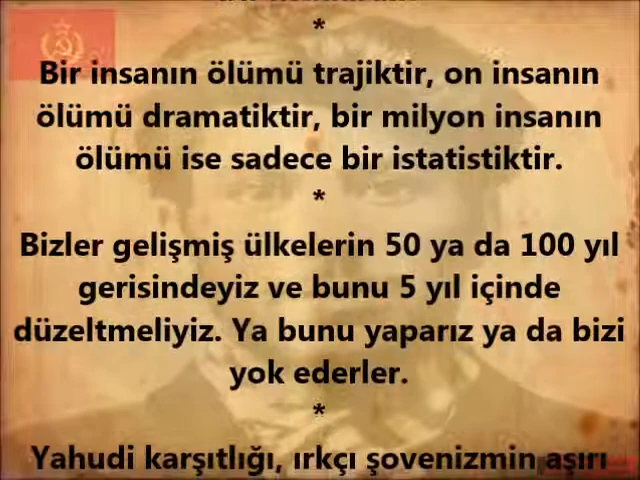 *
Bir insanın ölümü trajiktir, on insanın
ölümü dramatiktir, bir milyon insanın
ölümü ise sadece bir istatistiktir.
*
Bizler gelişmiş ülkelerin 50 ya da 100 yıl
gerisindeyiz ve bunu 5 yıl içinde
düzeltmeliyiz. Ya bunu yaparız ya da bizi
yok ederler.
*
Yahudi karşıtlığı, ırkçı şovenizmin aşırı